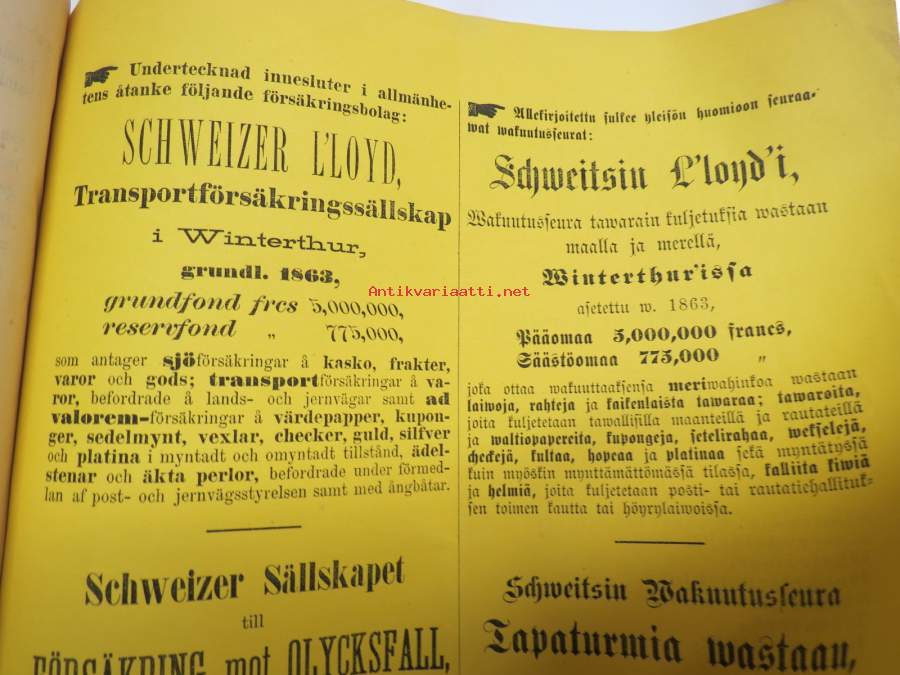 Undertecknad innesluter i allmänhe-
tens åtanke följande försäkringsbolag:
SCHWEIZER L'LOYD,
Transportförsäkringssällskap
i Winterthur,
grundl. 1863,
grundfond frcs 5,000,000,
reservfond „ 775,000,
som antager sjöförsäkringar å kasko, frakter,
varor och gods; transportförsäkringar å va-
ror, befordrade å lands- och jernvägar samt ad
valorem-försäkringar å värdepapper, kupon-
ger, sedelmynt, vexlar, checker, guld, silfver
och platina i myntadt och omyntadt tillstånd, ädel-
stenar och äkta perlor, befordrade under förmed-
lan af post- och jernvägsstyrelsen samt med ångbåtar.
Schweizer Sällskapet
till
FÖRSÄKRING mot OLYCKSFALL,
Allekirjoitettu sulkee yleisön huomioon seuraa-
wat wakuutusseurat:
Schweitsin L'loyd'i,
Wakuutusseura tawarain kuljetuksia wastaan
maalla ja merellä,
Winterthur'issa
asetettu w. 1863,
Pääomaa 5,000,000 francs,
Säästöomaa 775,000 „
joka ottaa wakuuttaaksensa meriwahinkoa wastaan
laiwoja, rahteja ja kaikenlaista tawaraa; tawaroita,
joita kuljetetaan tawallisilla maanteillä ja rautateillä
ja waltiopapereita, kupongeja, setelirahaa, wekselejä,
checkejä, kultaa, hopeaa ja platinaa sekä myntätyssä
kuin myöskin mynttämättömässä tilassa, kalliita kiwiä
ja helmiä, joita kuljetetaan posti- tai rautatiehallituk-
sen toimen kautta tai höyrylaiwoissa.
Schweitsin Wakuutusseura
Tapaturmia wastaan,
Antikvariaatti.net